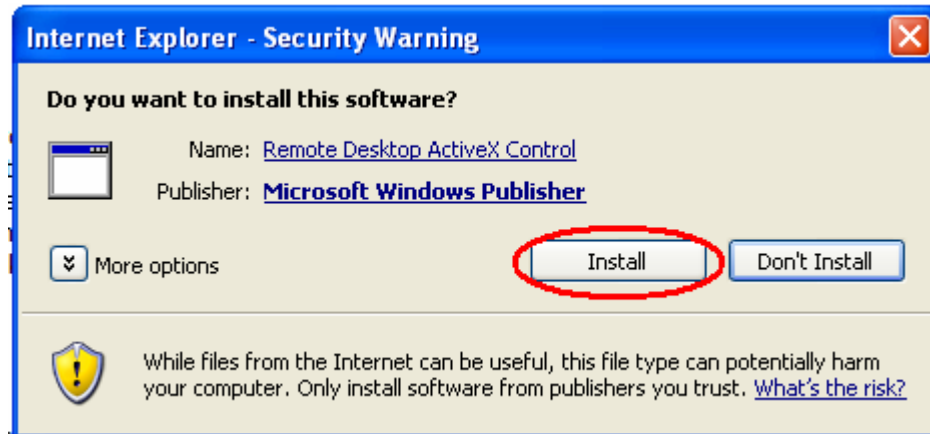 Internet Explorer - Security Warning
Do you want to install this software?
Name: Remote Desktop ActiveX Control
Publisher: Microsoft Windows Publisher
More options
Install
Don't Install
While files from the Internet can be useful, this file type can potentially harm
your computer. Only install software from publishers you trust. What's the risk?